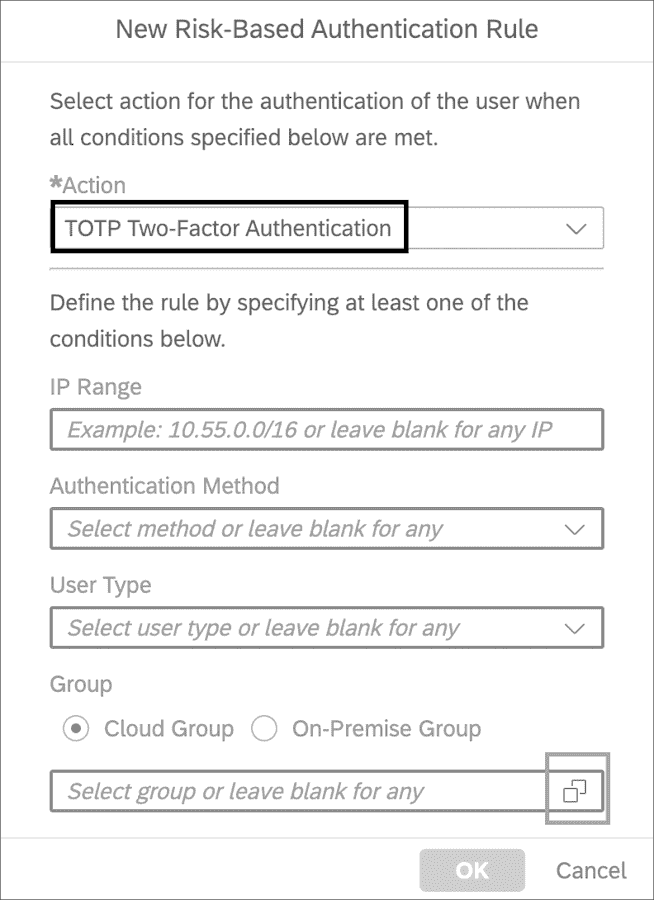 New Risk-Based Authentication Rule
Select action for the authentication of the user when
all conditions specified below are met.
*Action
TOTP Two-Factor Authentication
Define the rule by specifying at least one of the
conditions below.
IP Range
Example: 10.55.0.0/16 or leave blank for any IP
Authentication Method
Select method or leave blank for any
User Type
Select user type or leave blank for any
Group
Cloud Group On-Premise Group
Select group or leave blank for any
OK Cancel